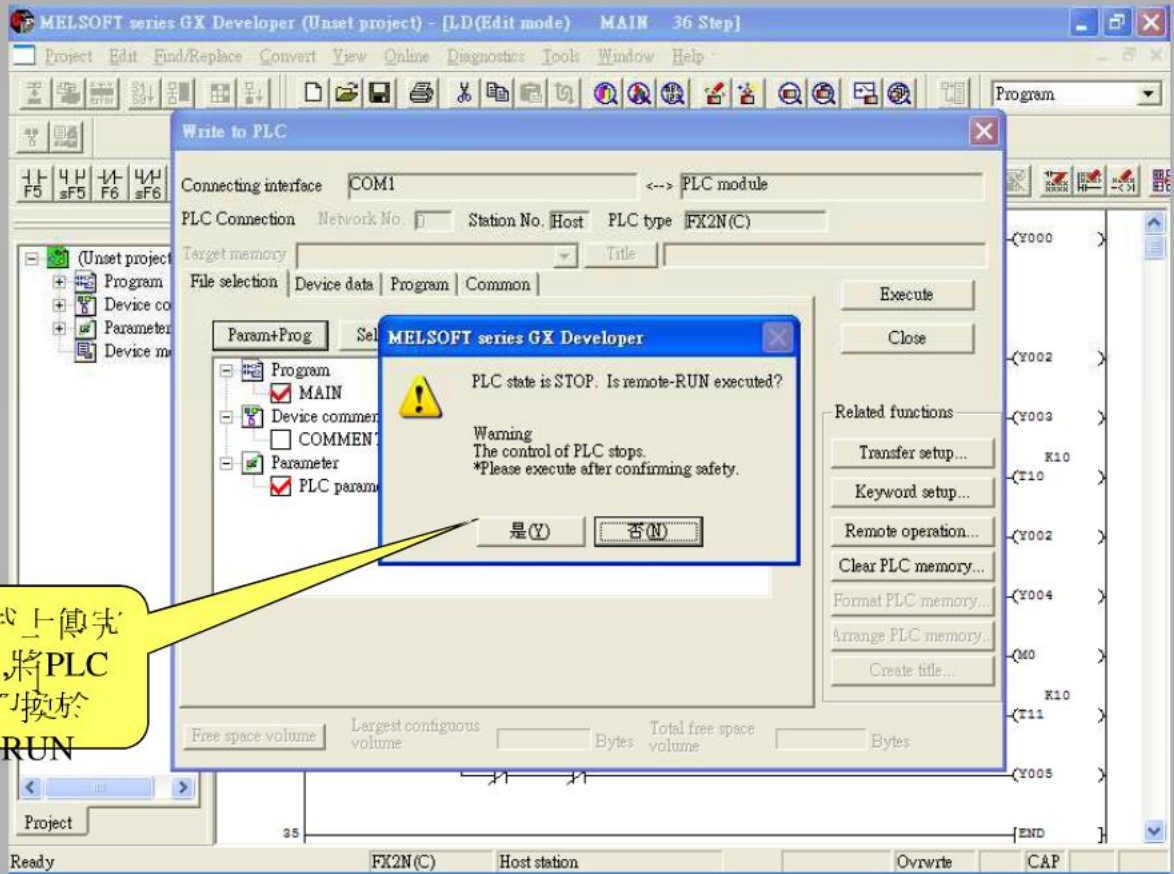 MELSOFT series GX Developer (Unset project) - [LD(Edit mode) MAIN 36 Step]
Project Edit Find/Replace Convert View Online Diagnostics Tools Window Help
Program
F5 sF5 F6 sF6
Write to PLC
Connecting interface COM1 <--> PLC module
PLC Connection Network No. 0 Station No. Host PLC type FX2N(C)
Target memory Title
File selection Device data Program Common
Execute
Close
Param+Prog Sel
Program
MAIN
Device commen
COMMENT
Parameter
PLC param
MELSOFT series GX Developer
PLC state is STOP. Is remote-RUN executed?
Warning
The control of PLC stops.
*Please execute after confirming safety.
是(Y) 否(N)
Related functions
Transfer setup...
Keyword setup...
Remote operation...
Clear PLC memory...
Format PLC memory...
Arrange PLC memory..
Create title...
Free space volume Largest contiguous volume Bytes Total free space volume Bytes
(Unset project
Program
Device co
Parameter
Device m
Project
Y000
Y002
Y003
K10
T10
Y002
Y004
M0
K10
T11
Y005
35 END
,將PLC
RUN
Ready FX2N(C) Host station Ovrwrte CAP